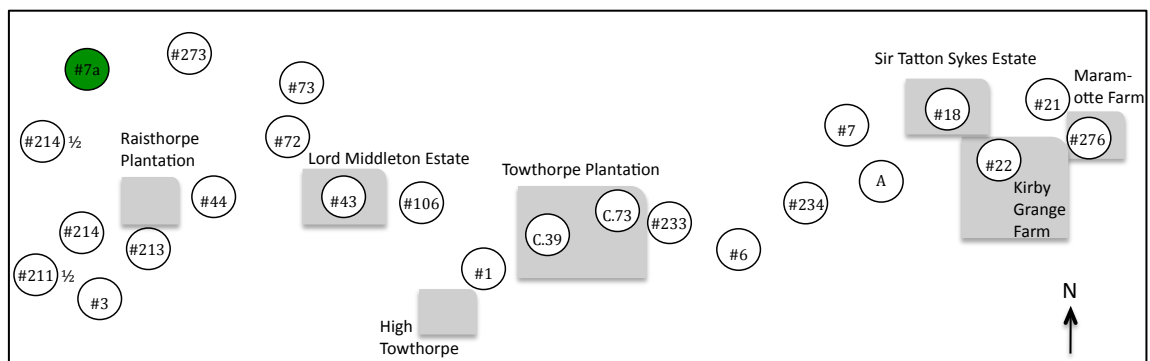 #7a
#273
#73
#214 ½
#72
Raisthorpe
Plantation
#44
Lord Middleton Estate
#43
#106
Towthorpe Plantation
C.39
C.73
#233
#234
#7
A
Sir Tatton Sykes Estate
#18
#21
Maram-
otte Farm
#276
#22
Kirby
Grange
Farm
#214
#213
#211 ½
#3
#1
#6
High
Towthorpe
N